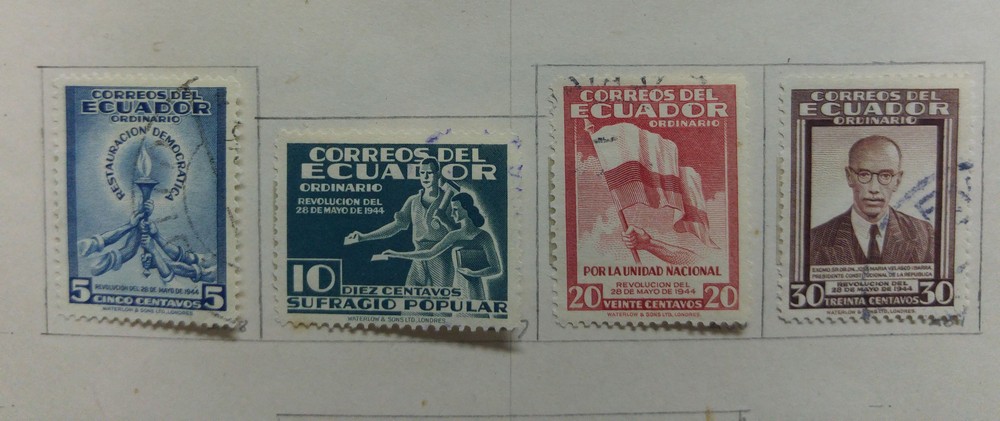 CORREOS DEL
ECUADOR
ORDINARIO
RESTAURACION DEMOCRATICA
REVOLUCION DEL 28 DE MAYO DE 1944
5 CINCO CENTAVOS 5
WATERLOW & SONS LTD., LONDRES.
CORREOS DEL
ECUADOR
ORDINARIO
REVOLUCION DEL
28 DE MAYO DE 1944
10 DIEZ CENTAVOS
SUFRAGIO POPULAR
WATERLOW & SONS LTD., LONDRES.
CORREOS DEL
ECUADOR
ORDINARIO
POR LA UNIDAD NACIONAL
REVOLUCION DEL
28 DE MAYO DE 1944
20 VEINTE CENTAVOS 20
WATERLOW & SONS LTD., LONDRES.
CORREOS DEL
ECUADOR
ORDINARIO
JOSE MARIA VELASCO IBARRA,
PRESIDENTE CONSTITUCIONAL DE LA REPUBLICA
REVOLUCION DEL
28 DE MAYO DE 1944
30 TREINTA CENTAVOS 30
WATERLOW & SONS LTD., LONDRES.